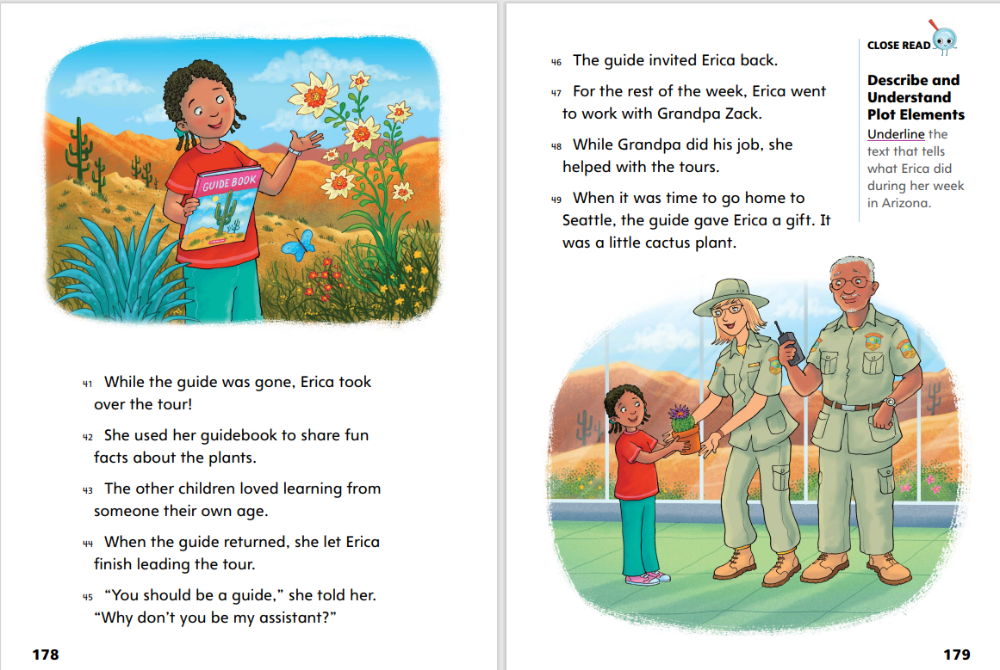 GUIDE BOOK
41 While the guide was gone, Erica took
over the tour!
42 She used her guidebook to share fun
facts about the plants.
43 The other children loved learning from
someone their own age.
44 When the guide returned, she let Erica
finish leading the tour.
45 “You should be a guide,” she told her.
“Why don’t you be my assistant?”
178
46 The guide invited Erica back.
47 For the rest of the week, Erica went
to work with Grandpa Zack.
48 While Grandpa did his job, she
helped with the tours.
49 When it was time to go home to
Seattle, the guide gave Erica a gift. It
was a little cactus plant.
CLOSE READ
Describe and
Understand
Plot Elements
Underline the
text that tells
what Erica did
during her week
in Arizona.
179